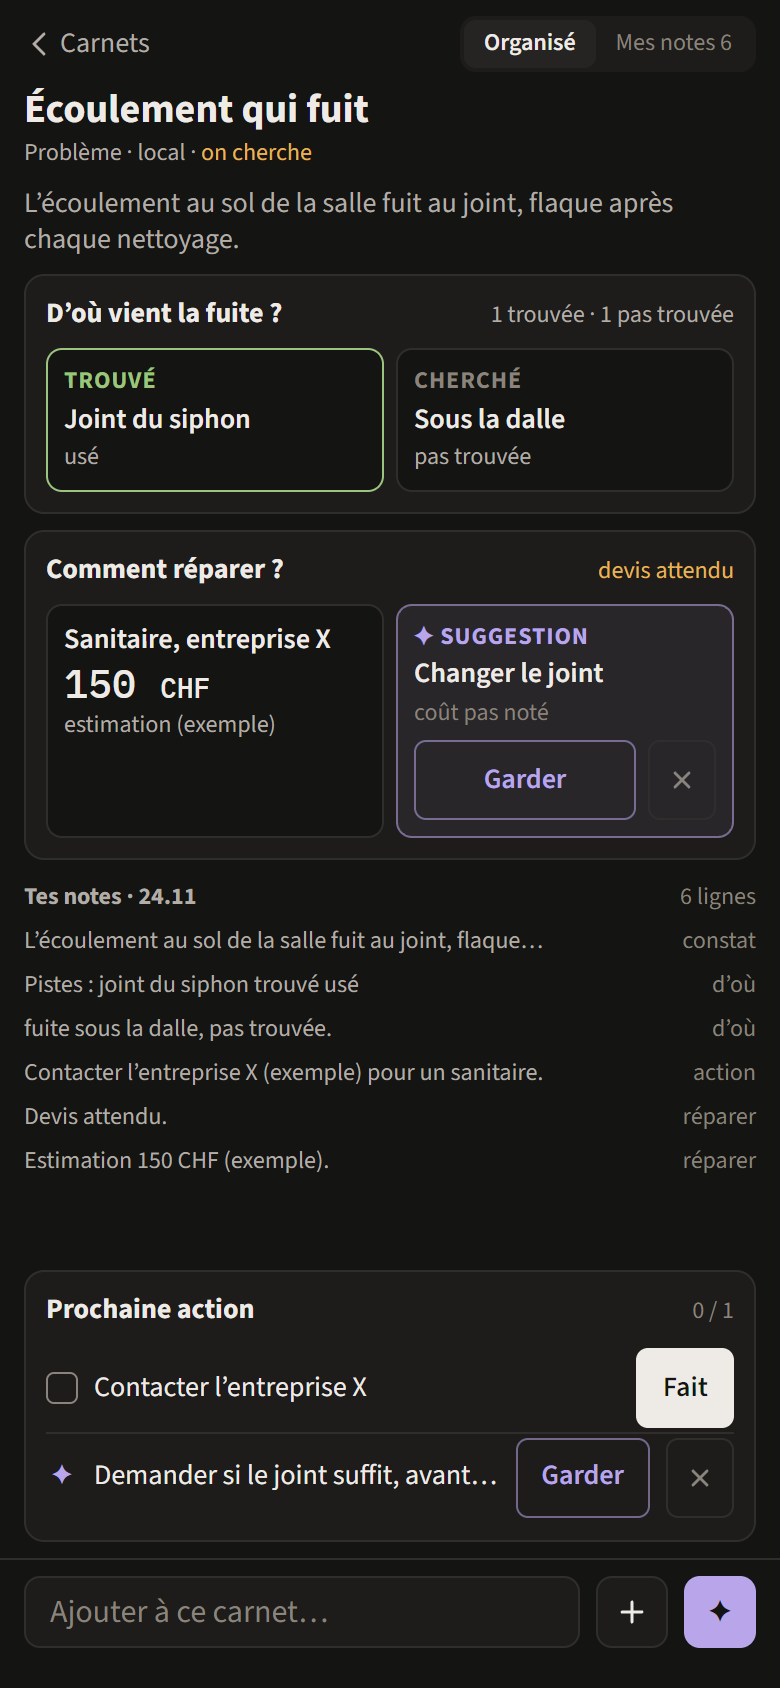 Carnets
Organisé
Mes notes 6
Écoulement qui fuit
Problème · local · on cherche
L’écoulement au sol de la salle fuit au joint, flaque après
chaque nettoyage.
D’où vient la fuite ?
1 trouvée · 1 pas trouvée
TROUVÉ
Joint du siphon
usé
CHERCHÉ
Sous la dalle
pas trouvée
Comment réparer ?
devis attendu
Sanitaire, entreprise X
150 CHF
estimation (exemple)
SUGGESTION
Changer le joint
coût pas noté
Garder
Tes notes · 24.11
6 lignes
L’écoulement au sol de la salle fuit au joint, flaque…
constat
Pistes : joint du siphon trouvé usé
d’où
fuite sous la dalle, pas trouvée.
d’où
Contacter l’entreprise X (exemple) pour un sanitaire.
action
Devis attendu.
réparer
Estimation 150 CHF (exemple).
réparer
Prochaine action
0 / 1
Contacter l’entreprise X
Fait
Demander si le joint suffit, avant…
Garder
Ajouter à ce carnet…